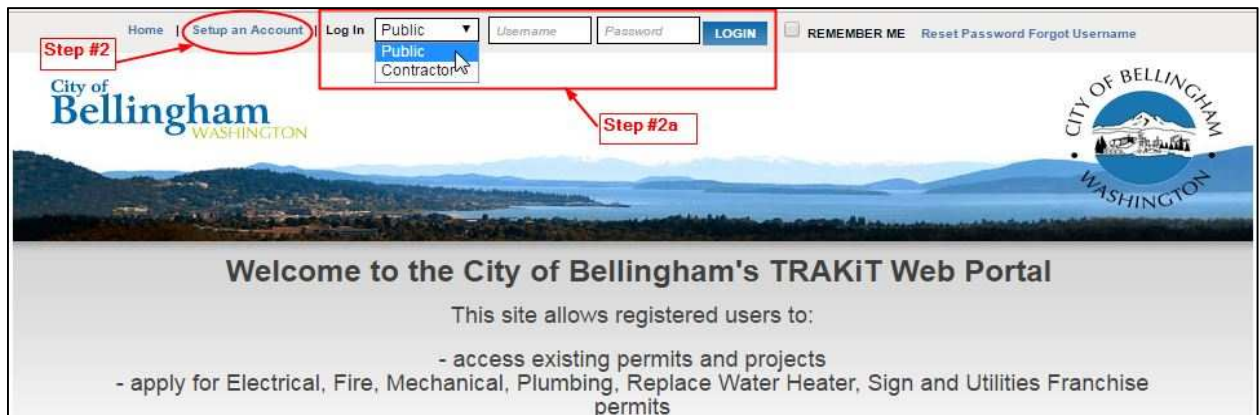 Home | Setup an Account | Log In Public Username Password LOGIN REMEMBER ME Reset Password Forgot Username
Public
Contractor
Step #2
Step #2a
City of
Bellingham
WASHINGTON
CITY OF BELLINGHAM
WASHINGTON
Welcome to the City of Bellingham's TRAKiT Web Portal
This site allows registered users to:
- access existing permits and projects
- apply for Electrical, Fire, Mechanical, Plumbing, Replace Water Heater, Sign and Utilities Franchise
permits